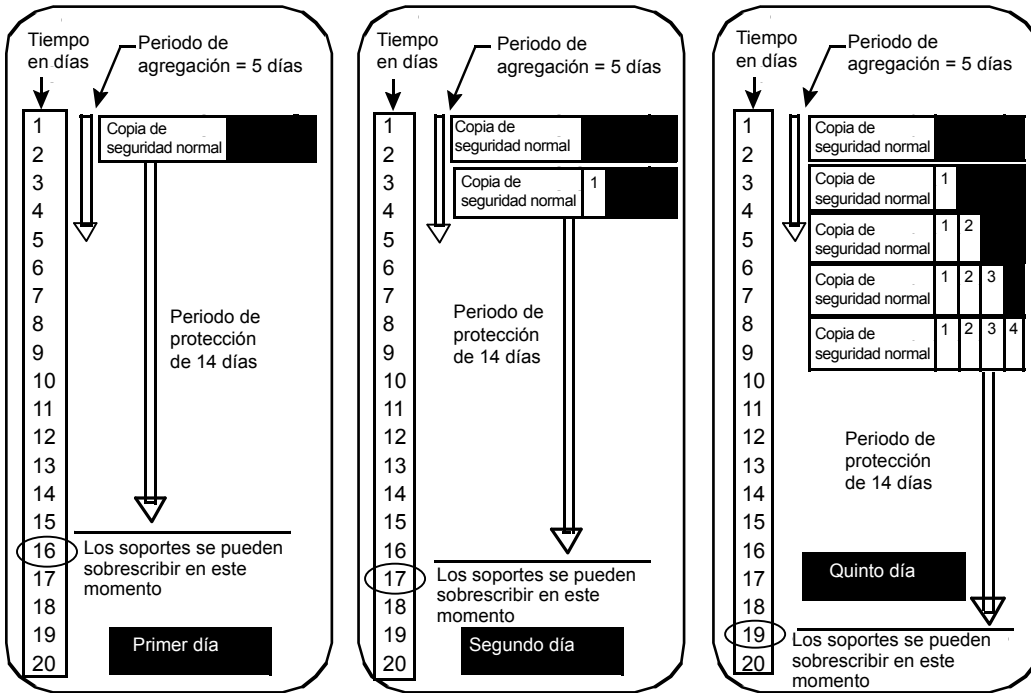 Tiempo
en días
Periodo de
agregación = 5 días
1
2
3
4
5
6
7
8
9
10
11
12
13
14
15
16
17
18
19
20
Copia de
seguridad normal
Periodo de
protección
de 14 días
Los soportes se pueden
sobrescribir en este
momento
Primer día
Tiempo
en días
Periodo de
agregación = 5 días
1
2
3
4
5
6
7
8
9
10
11
12
13
14
15
16
17
18
19
20
Copia de
seguridad normal
Copia de 1
seguridad normal
Periodo de
protección
de 14 días
Los soportes se pueden
sobrescribir en este
momento
Segundo día
Tiempo
en días
Periodo de
agregación = 5 días
1
2
3
4
5
6
7
8
9
10
11
12
13
14
15
16
17
18
19
20
Copia de
seguridad normal
Copia de 1
seguridad normal
Copia de 1 2
seguridad normal
Copia de 1 2 3
seguridad normal
Copia de 1 2 3 4
seguridad normal
Periodo de
protección
de 14 días
Quinto día
Los soportes se pueden
sobrescribir en este
momento